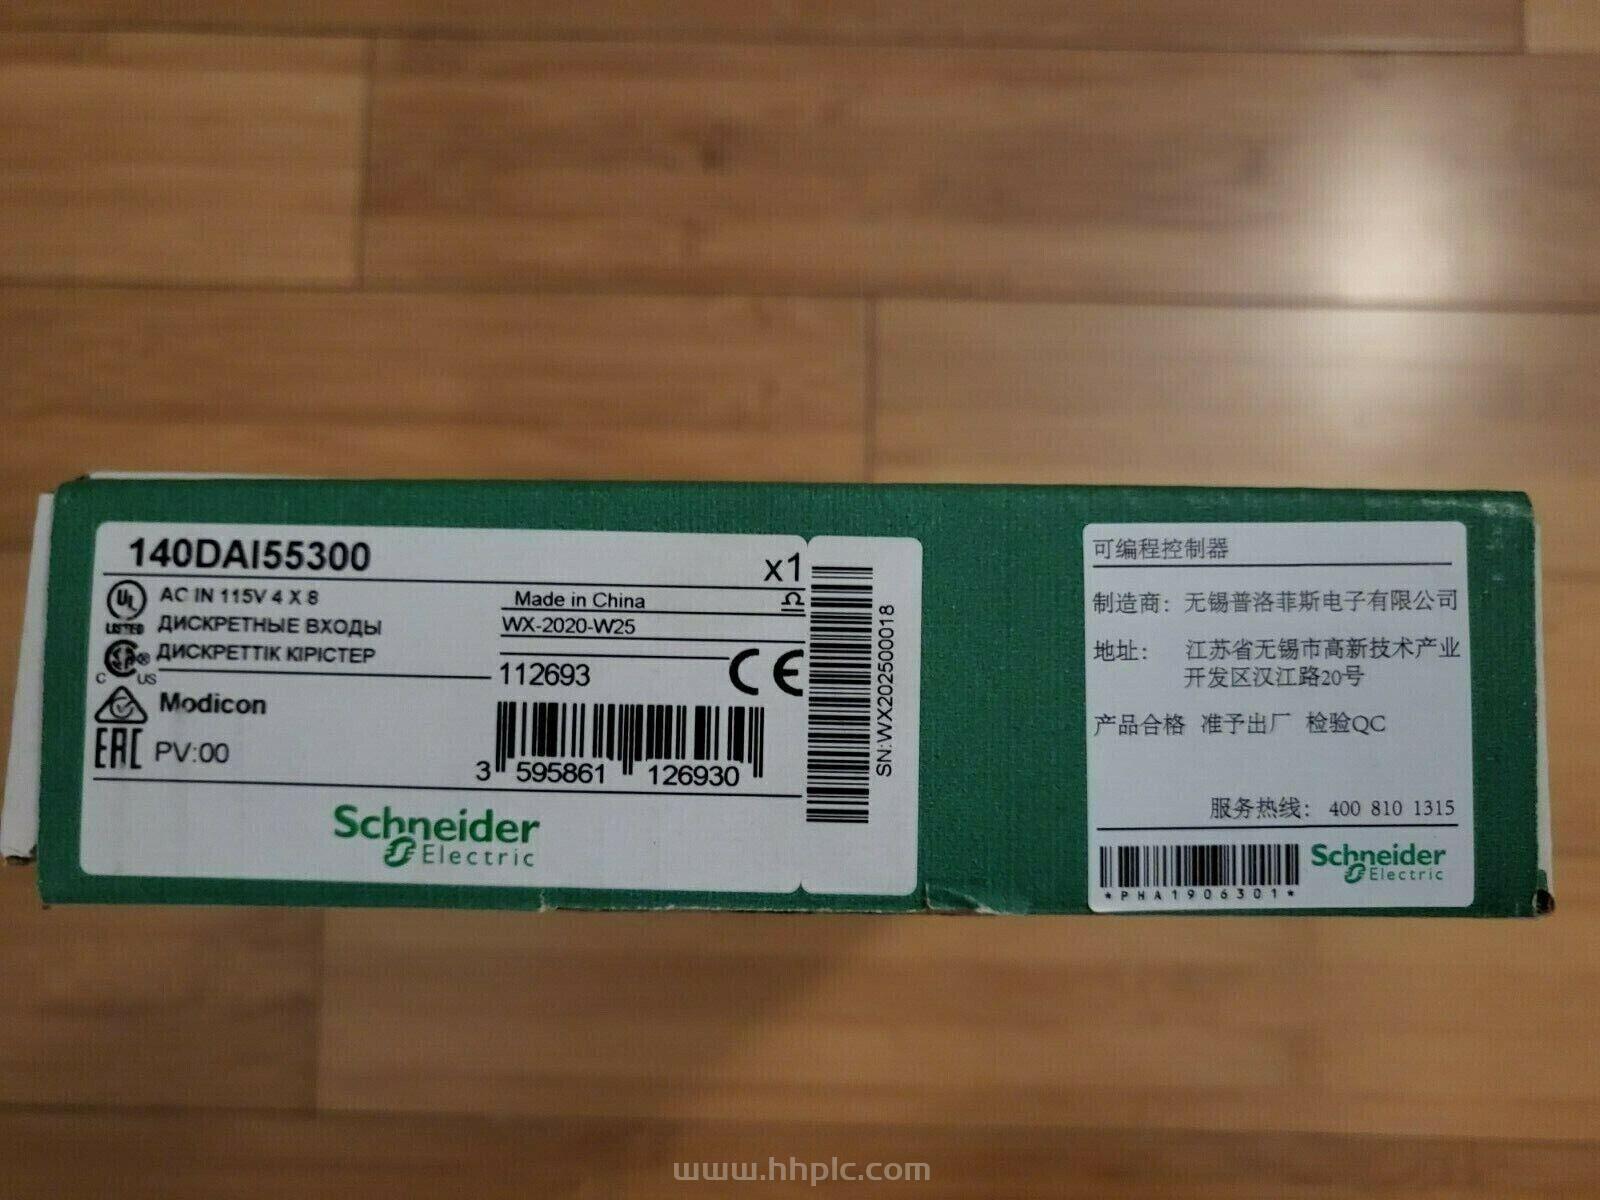 140DAI55300
x1
UL
LISTED
AC IN 115V 4 X 8
ДИСКРЕТНЫЕ ВХОДЫ
ДИСКРЕТТІК КІРІСТЕР
C US
Modicon
EAC
PV:00
Made in China
WX-2020-W25
112693
CE
3 595861 126930
Schneider
Electric
SN:WX202500018
可编程控制器
制造商: 无锡普洛菲斯电子有限公司
地址: 江苏省无锡市高新技术产业
开发区汉江路20号
产品合格 准予出厂 检验QC
服务热线: 400 810 1315
*PHA1906301*
Schneider
Electric
www.hhplc.com